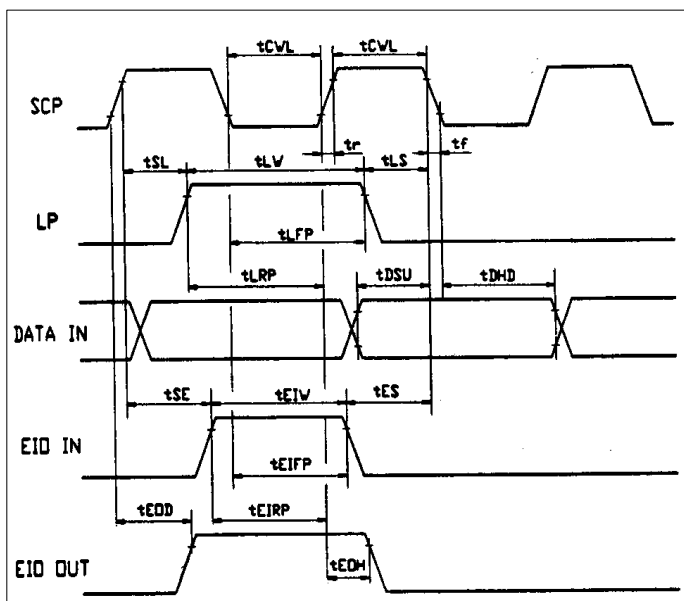 tCWL tCWL
SCP
tr tf
tSL tLW tLS
LP
tLFP
tLRP tDSU tDHD
DATA IN
tSE tEIW tES
EIO IN
tEIFP
tEOD tEIRP
EIO OUT tEOH